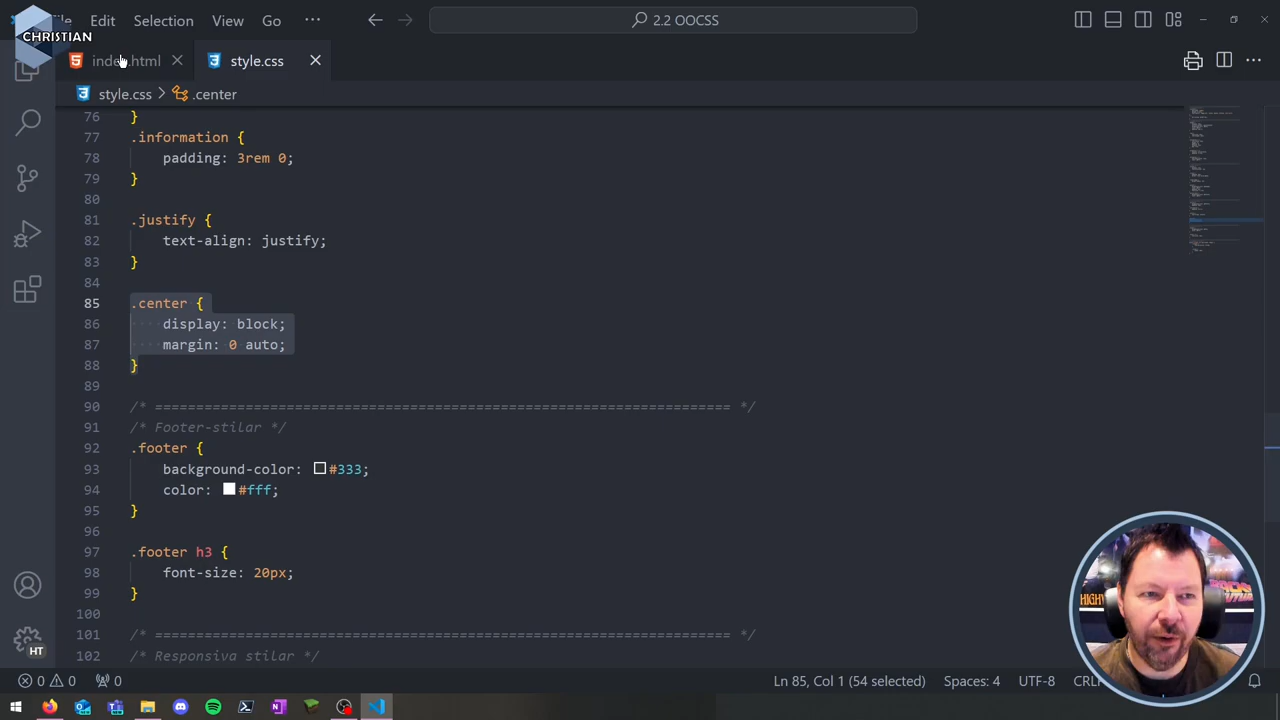 File Edit Selection View Go ··· 2.2 OOCSS
CHRISTIAN
index.html style.css
style.css > .center
76 }
77 .information {
78 padding: 3rem 0;
79 }
80
81 .justify {
82 text-align: justify;
83 }
84
85 .center {
86 display: block;
87 margin: 0 auto;
88 }
89
90 /* ====================================================================== */
91 /* Footer-stilar */
92 .footer {
93 background-color: #333;
94 color: #fff;
95 }
96
97 .footer h3 {
98 font-size: 20px;
99 }
100
101 /* ====================================================================== */
102 /* Responsiva stilar */
HT
0 0 0 Ln 85, Col 1 (54 selected) Spaces: 4 UTF-8